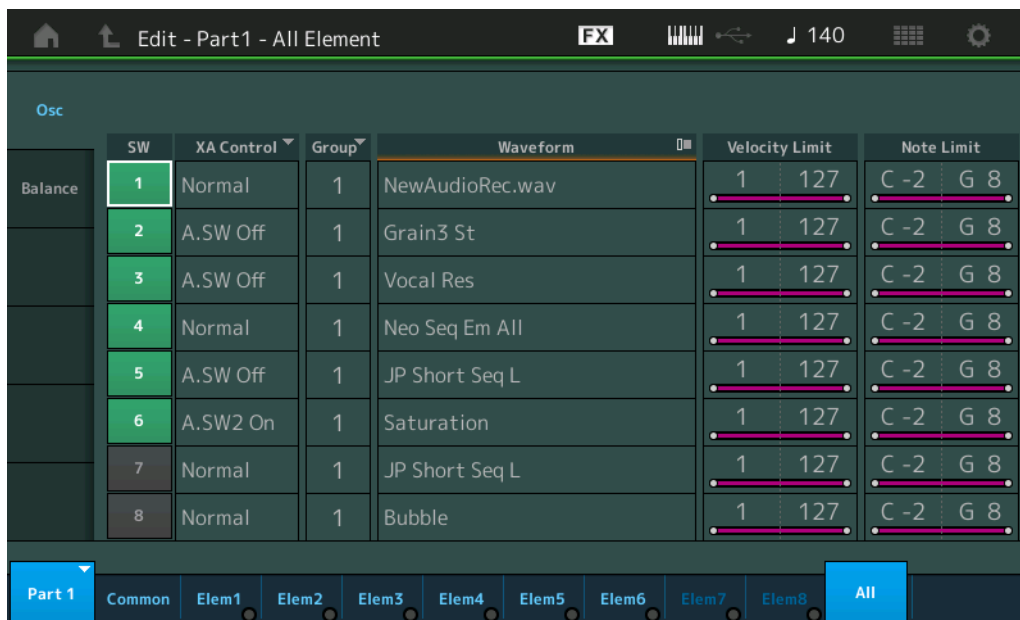 Edit - Part1 - All Element FX ♩ 140
Osc
SW XA Control Group Waveform Velocity Limit Note Limit
Balance 1 Normal 1 NewAudioRec.wav 1 127 C -2 G 8
2 A.SW Off 1 Grain3 St 1 127 C -2 G 8
3 A.SW Off 1 Vocal Res 1 127 C -2 G 8
4 Normal 1 Neo Seq Em All 1 127 C -2 G 8
5 A.SW Off 1 JP Short Seq L 1 127 C -2 G 8
6 A.SW2 On 1 Saturation 1 127 C -2 G 8
7 Normal 1 JP Short Seq L 1 127 C -2 G 8
8 Normal 1 Bubble 1 127 C -2 G 8
Part 1 Common Elem1 Elem2 Elem3 Elem4 Elem5 Elem6 Elem7 Elem8 All